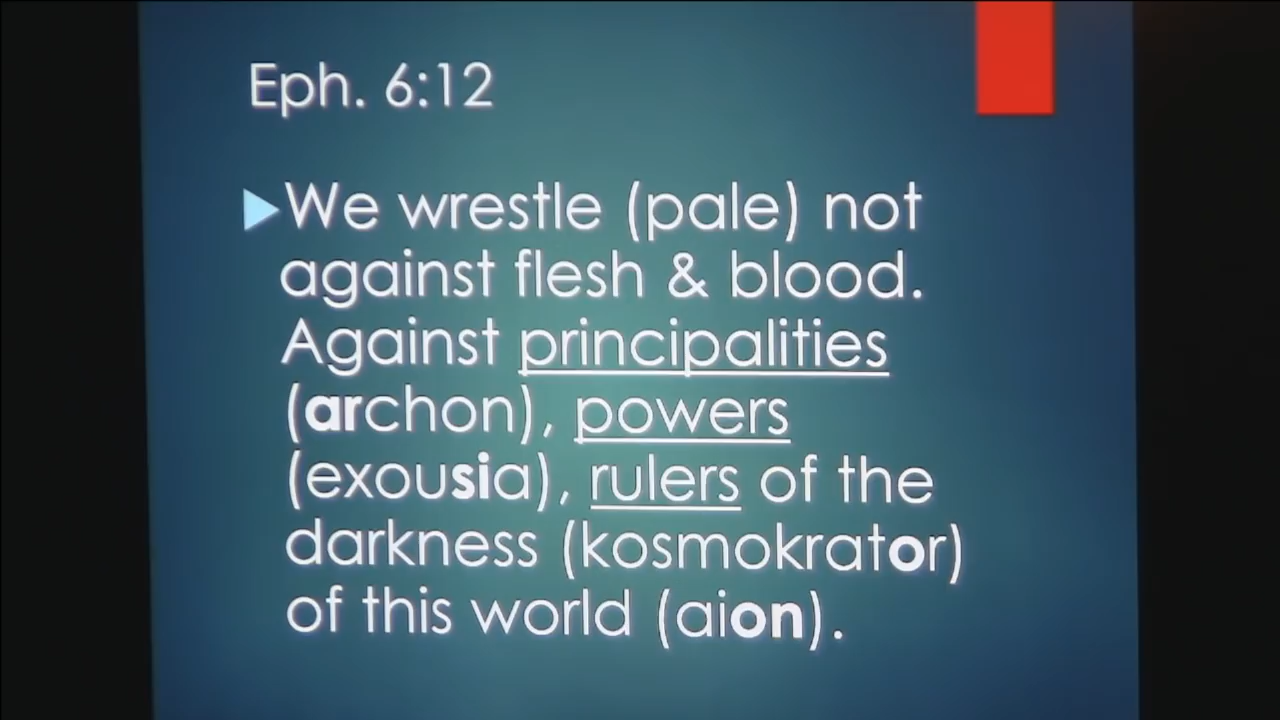 Eph. 6:12
We wrestle (pale) not
against flesh & blood.
Against principalities
(archon), powers
(exousia), rulers of the
darkness (kosmokrator)
of this world (aion).